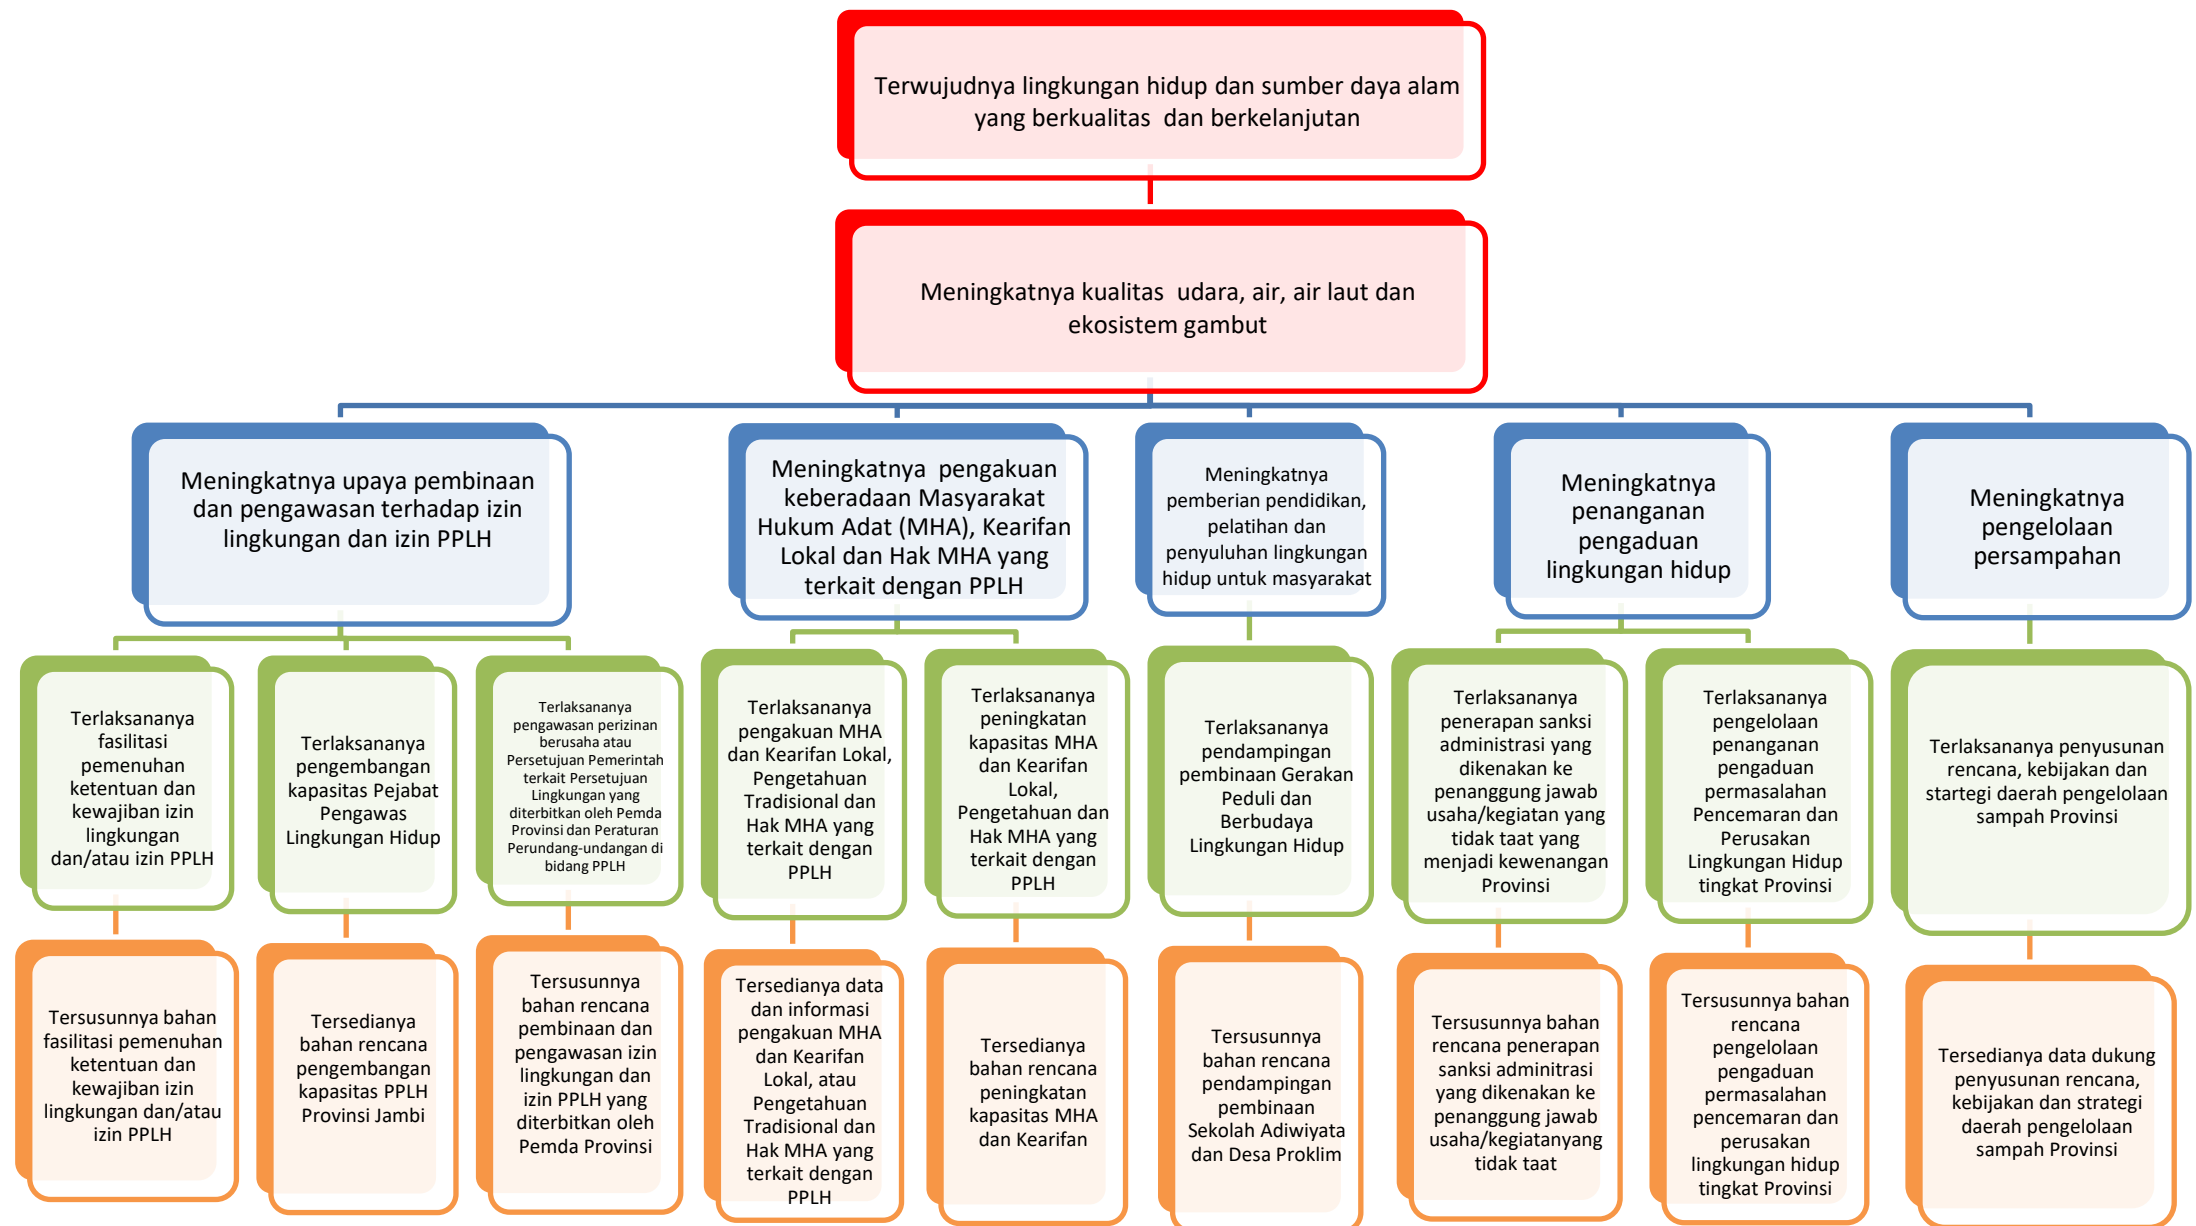 Terwujudnya lingkungan hidup dan sumber daya alam
yang berkualitas dan berkelanjutan
Meningkatnya kualitas udara, air, air laut dan
ekosistem gambut
Meningkatnya upaya pembinaan
dan pengawasan terhadap izin
lingkungan dan izin PPLH
Meningkatnya pengakuan
keberadaan Masyarakat
Hukum Adat (MHA), Kearifan
Lokal dan Hak MHA yang
terkait dengan PPLH
Meningkatnya
pemberian pendidikan,
pelatihan dan
penyuluhan lingkungan
hidup untuk masyarakat
Meningkatnya
penanganan
pengaduan
lingkungan hidup
Meningkatnya
pengelolaan
persampahan
Terlaksananya
fasilitasi
pemenuhan
ketentuan dan
kewajiban izin
lingkungan
dan/atau izin PPLH
Terlaksananya
pengembangan
kapasitas Pejabat
Pengawas
Lingkungan Hidup
Terlaksananya
pengawasan perizinan
berusaha atau
Persetujuan Pemerintah
terkait Persetujuan
Lingkungan yang
diterbitkan oleh Pemda
Provinsi dan Peraturan
Perundang-undangan di
bidang PPLH
Terlaksananya
pengakuan MHA
dan Kearifan Lokal,
Pengetahuan
Tradisional dan
Hak MHA yang
terkait dengan
PPLH
Terlaksananya
peningkatan
kapasitas MHA
dan Kearifan
Lokal,
Pengetahuan dan
Hak MHA yang
terkait dengan
PPLH
Terlaksananya
pendampingan
pembinaan Gerakan
Peduli dan
Berbudaya
Lingkungan Hidup
Terlaksananya
penerapan sanksi
administrasi yang
dikenakan ke
penanggung jawab
usaha/kegiatan yang
tidak taat yang
menjadi kewenangan
Provinsi
Terlaksananya
pengelolaan
penanganan
pengaduan
permasalahan
Pencemaran dan
Perusakan
Lingkungan Hidup
tingkat Provinsi
Terlaksananya penyusunan
rencana, kebijakan dan
startegi daerah pengelolaan
sampah Provinsi
Tersusunnya bahan
fasilitasi pemenuhan
ketentuan dan
kewajiban izin
lingkungan dan/atau
izin PPLH
Tersedianya
bahan rencana
pengembangan
kapasitas PPLH
Provinsi Jambi
Tersusunnya
bahan rencana
pembinaan dan
pengawasan izin
lingkungan dan
izin PPLH yang
diterbitkan oleh
Pemda Provinsi
Tersedianya data
dan informasi
pengakuan MHA
dan Kearifan
Lokal, atau
Pengetahuan
Tradisional dan
Hak MHA yang
terkait dengan
PPLH
Tersedianya
bahan rencana
peningkatan
kapasitas MHA
dan Kearifan
Tersusunnya
bahan rencana
pendampingan
pembinaan
Sekolah Adiwiyata
dan Desa Proklim
Tersusunnya bahan
rencana penerapan
sanksi adminitrasi
yang dikenakan ke
penanggung jawab
usaha/kegiatanyang
tidak taat
Tersusunnya bahan
rencana
pengelolaan
pengaduan
permasalahan
pencemaran dan
perusakan
lingkungan hidup
tingkat Provinsi
Tersedianya data dukung
penyusunan rencana,
kebijakan dan strategi
daerah pengelolaan
sampah Provinsi